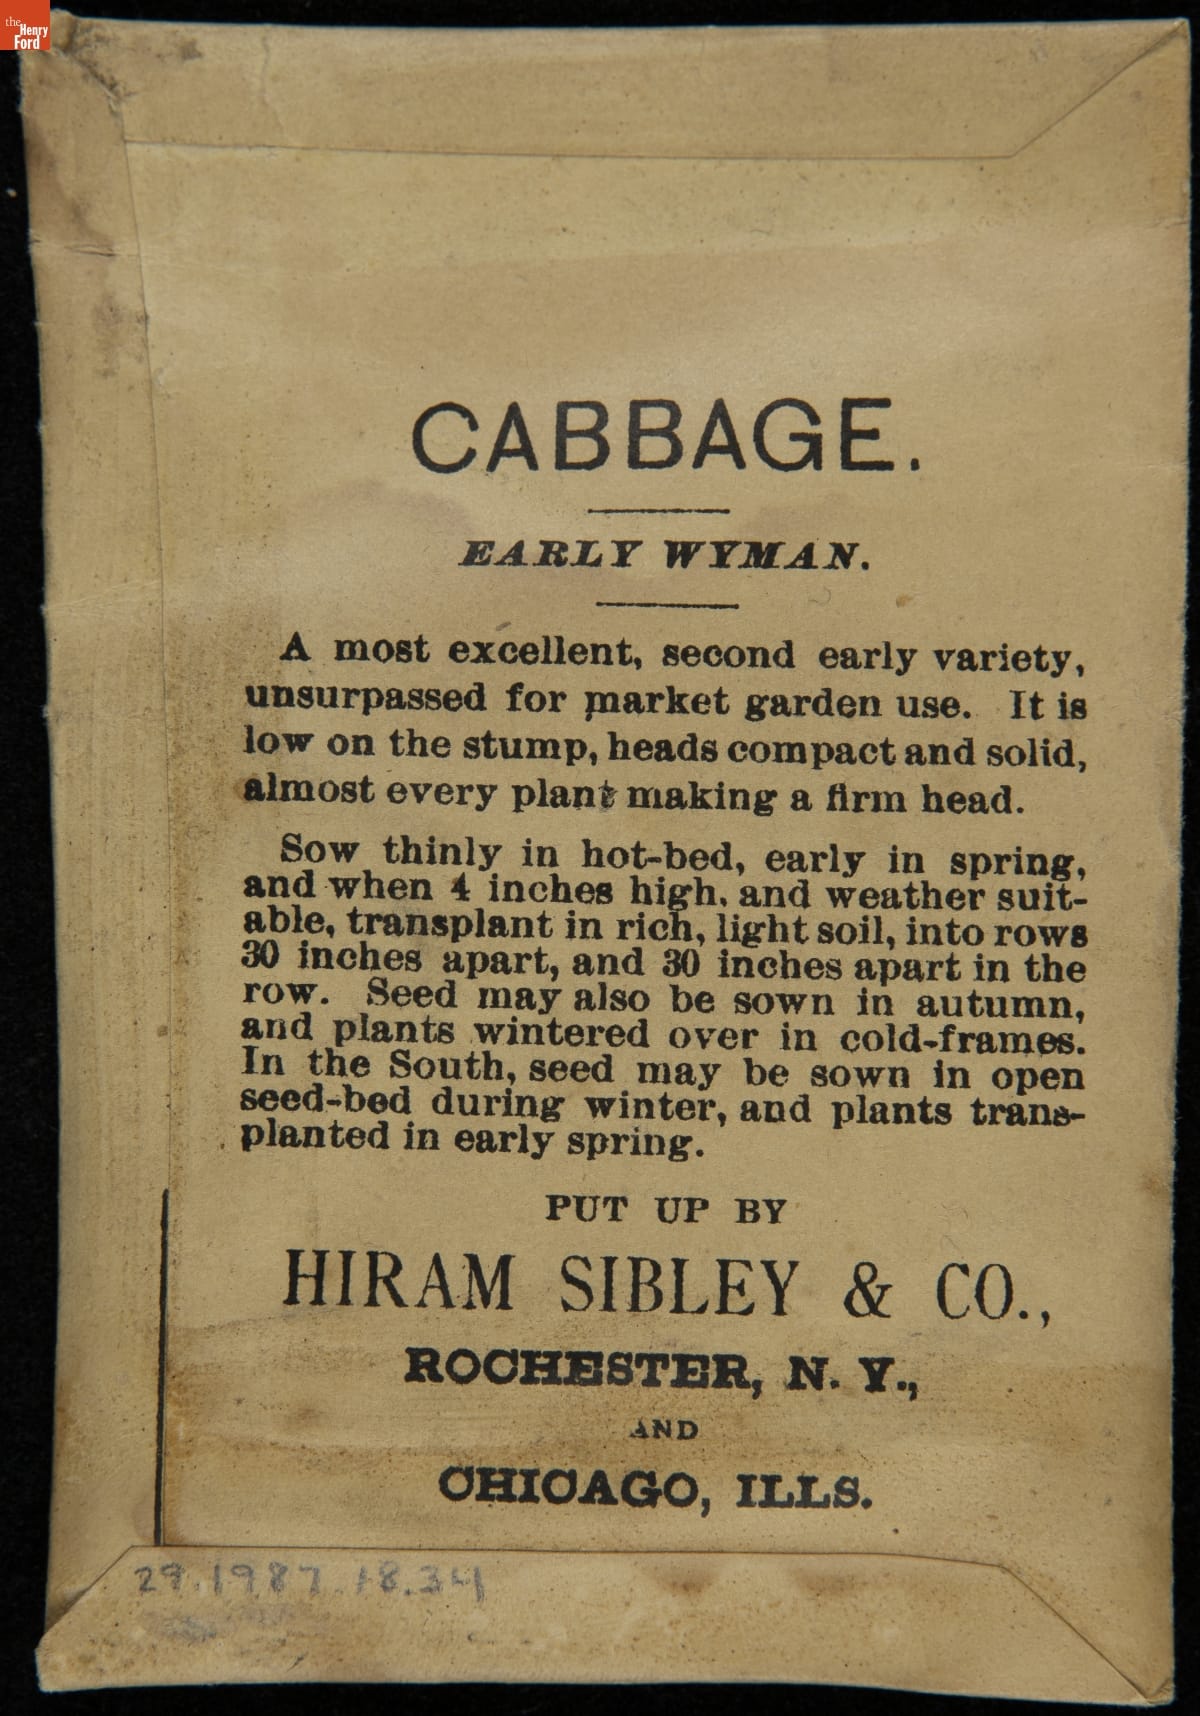 the
Henry
Ford
CABBAGE.
EARLY WYMAN.
A most excellent, second early variety,
unsurpassed for market garden use. It is
low on the stump, heads compact and solid,
almost every plant making a firm head.
Sow thinly in hot-bed, early in spring,
and when 4 inches high, and weather suit-
able, transplant in rich, light soil, into rows
30 inches apart, and 30 inches apart in the
row. Seed may also be sown in autumn,
and plants wintered over in cold-frames.
In the South, seed may be sown in open
seed-bed during winter, and plants trans-
planted in early spring.
PUT UP BY
HIRAM SIBLEY & CO.,
ROCHESTER, N. Y.,
AND
CHICAGO, ILLS.
29.1987.18.34